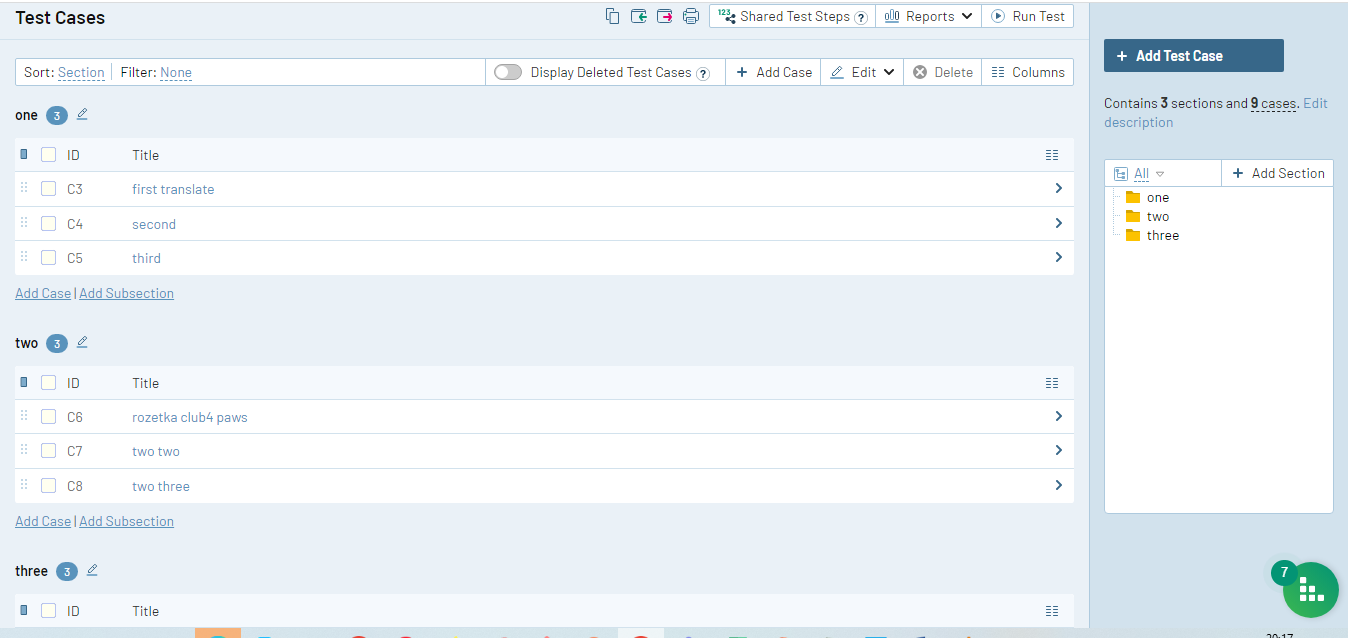 Test Cases
123 Shared Test Steps ? Reports Run Test
Sort: Section Filter: None Display Deleted Test Cases ? + Add Case Edit Delete Columns
one 3
ID Title
C3 first translate
C4 second
C5 third
Add Case | Add Subsection
two 3
ID Title
C6 rozetka club4 paws
C7 two two
C8 two three
Add Case | Add Subsection
three 3
ID Title
+ Add Test Case
Contains 3 sections and 9 cases. Edit
description
All + Add Section
one
two
three
7